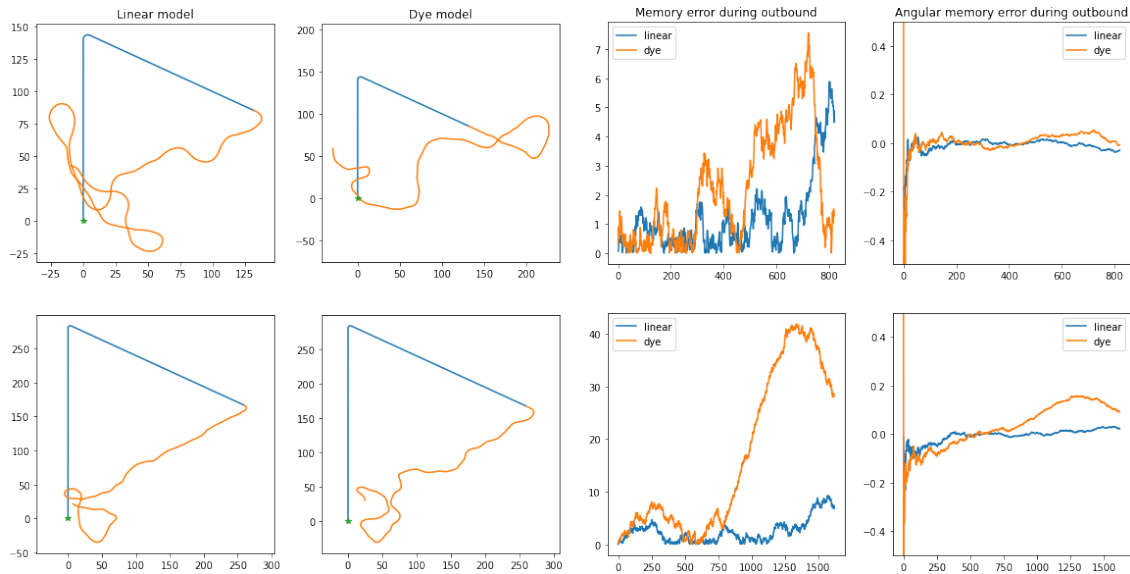 Linear model
150
125
100
75
50
25
0
−25
−25 0 25 50 75 100 125
Dye model
200
150
100
50
0
−50
0 50 100 150 200
Memory error during outbound
linear
dye
7
6
5
4
3
2
1
0
0 200 400 600 800
Angular memory error during outbound
linear
dye
0.4
0.2
0.0
−0.2
−0.4
0 200 400 600 800
250
200
150
100
50
0
−50
0 50 100 150 200 250 300
250
200
150
100
50
0
0 50 100 150 200 250 300
linear
dye
40
30
20
10
0
0 250 500 750 1000 1250 1500
linear
dye
0.4
0.2
0.0
−0.2
−0.4
0 250 500 750 1000 1250 1500